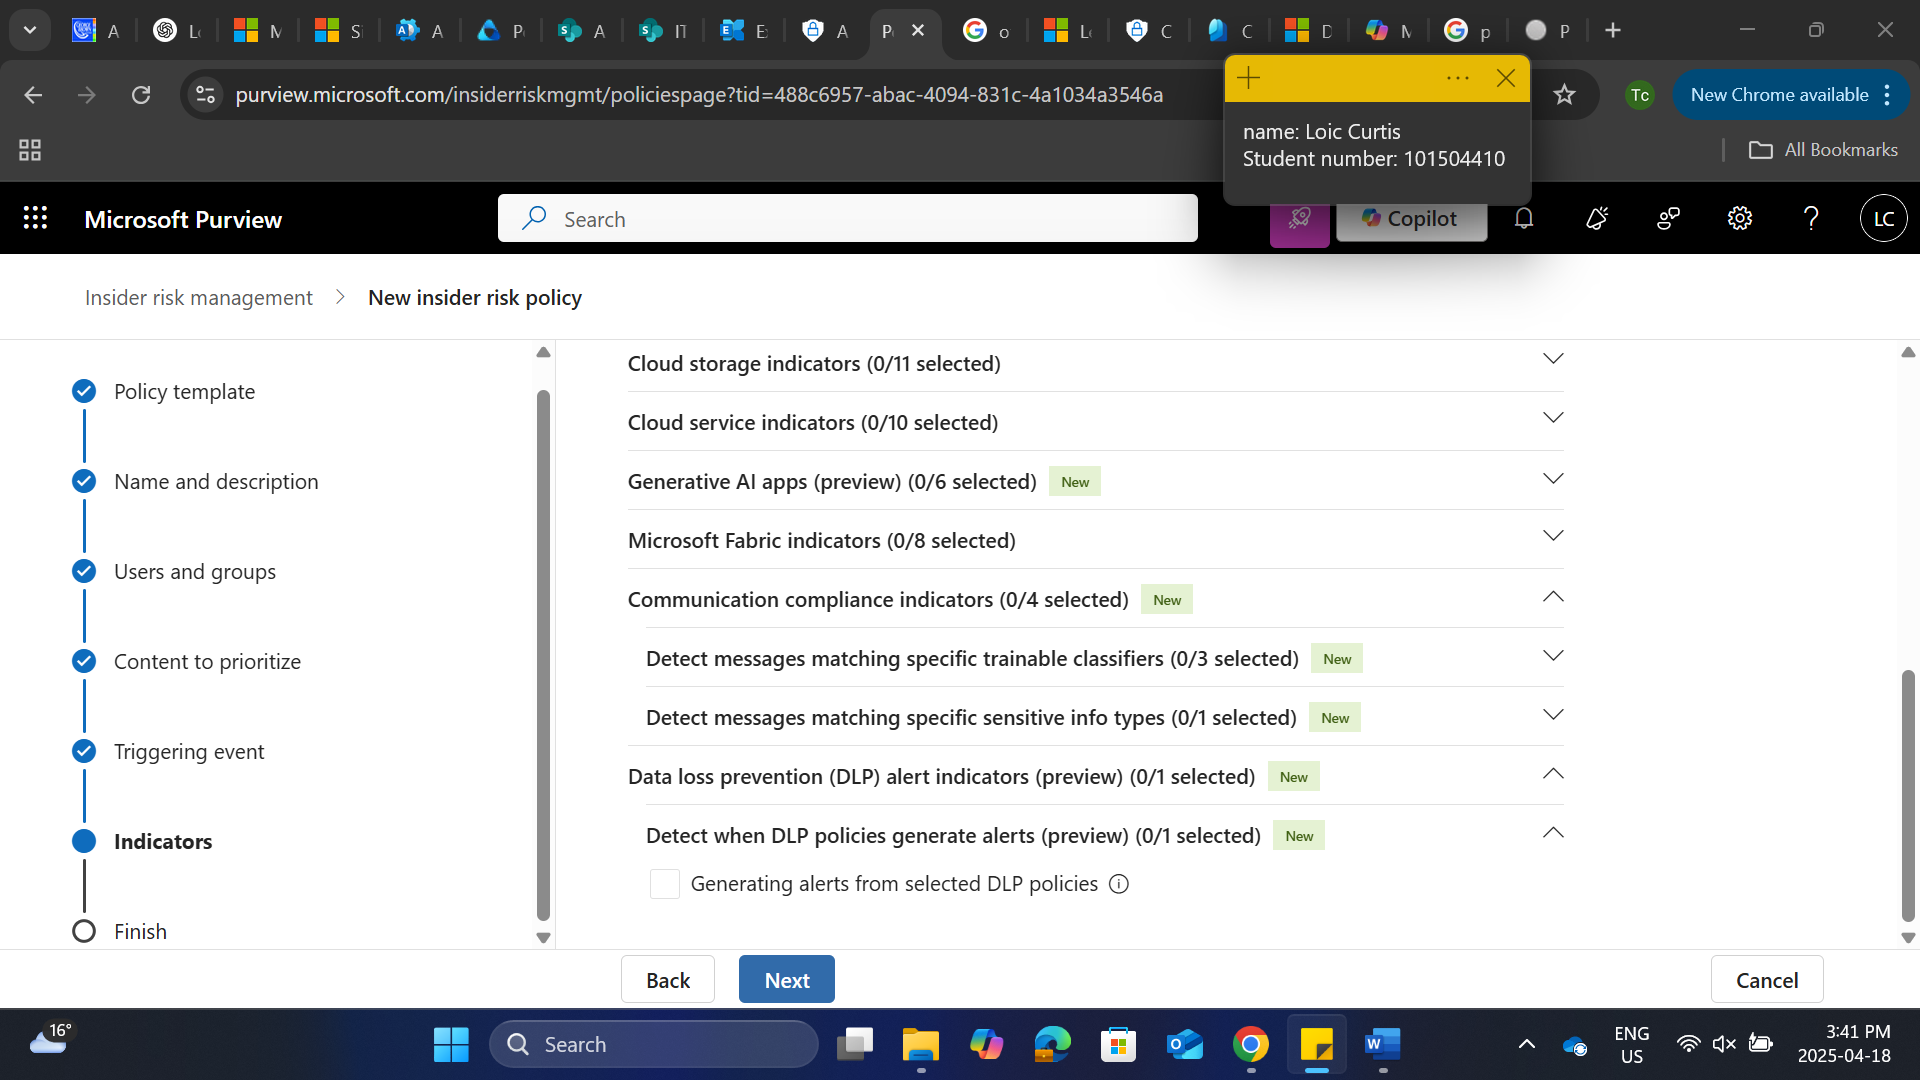 A
Lo
M
Si
A
Po
A
IT
Ex
A
P
o
Lo
C
C
D
M
p
P
purview.microsoft.com/insiderriskmgmt/policiespage?tid=488c6957-abac-4094-831c-4a1034a3546a
Tc
New Chrome available
All Bookmarks
name: Loic Curtis
Student number: 101504410
Microsoft Purview
Search
Copilot
LC
Insider risk management
New insider risk policy
Policy template
Name and description
Users and groups
Content to prioritize
Triggering event
Indicators
Finish
Cloud storage indicators (0/11 selected)
Cloud service indicators (0/10 selected)
Generative AI apps (preview) (0/6 selected) New
Microsoft Fabric indicators (0/8 selected)
Communication compliance indicators (0/4 selected) New
Detect messages matching specific trainable classifiers (0/3 selected) New
Detect messages matching specific sensitive info types (0/1 selected) New
Data loss prevention (DLP) alert indicators (preview) (0/1 selected) New
Detect when DLP policies generate alerts (preview) (0/1 selected) New
Generating alerts from selected DLP policies
Back
Next
Cancel
16°
Search
ENG
US
3:41 PM
2025-04-18